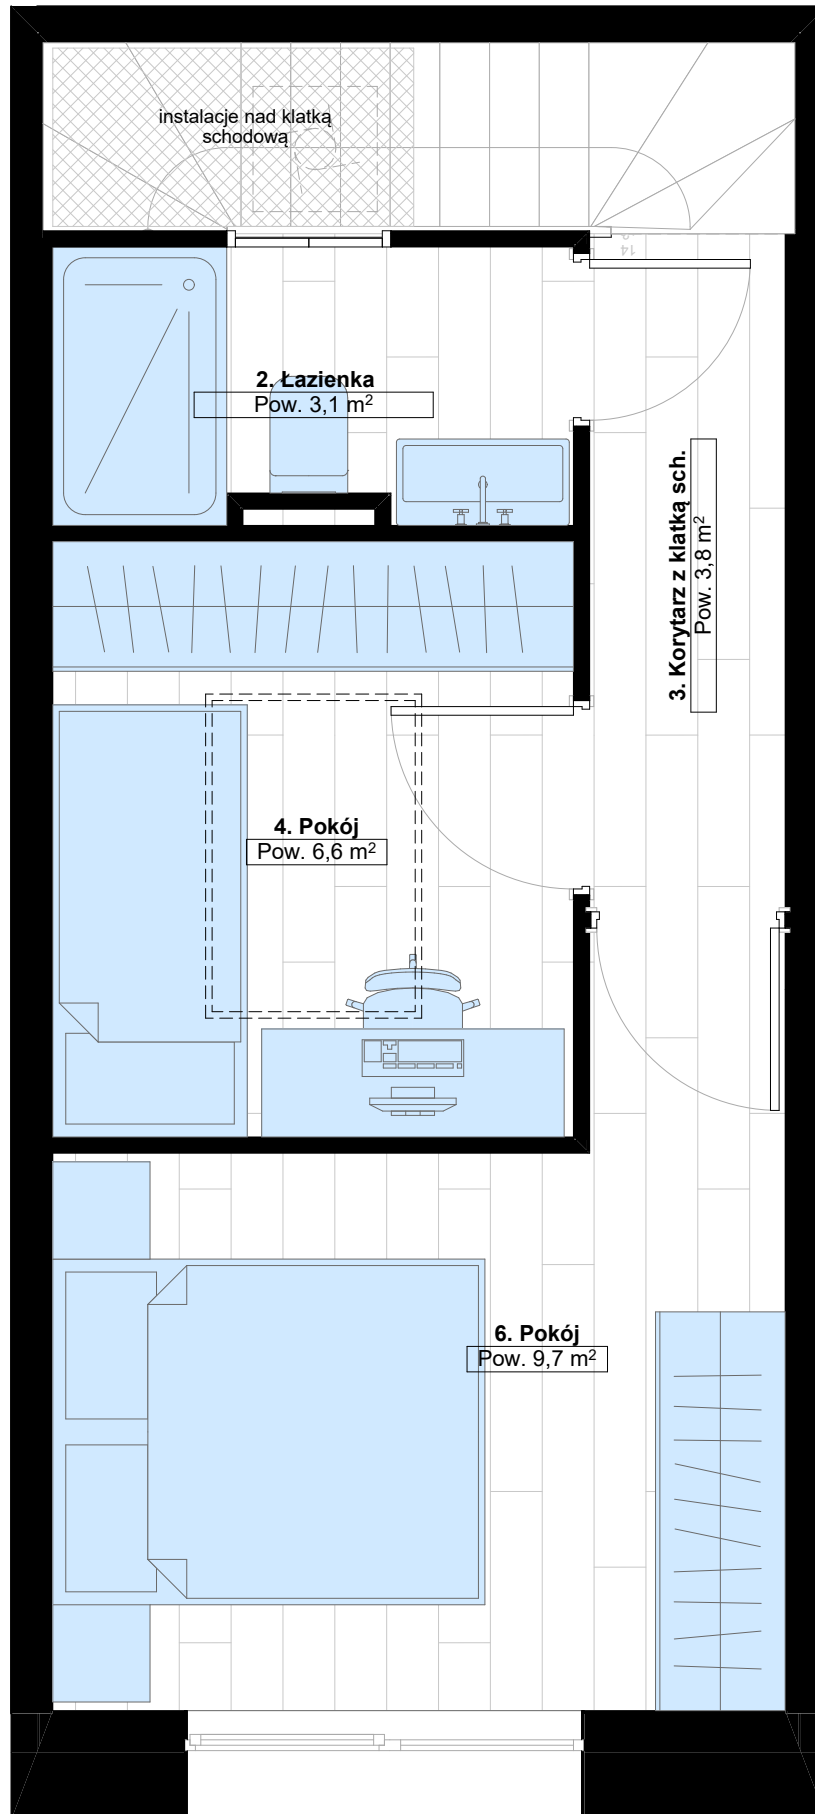 instalacje nad klatką
schodową
14
2. Łazienka
Pow. 3,1 m²
3. Korytarz z klatką sch.
Pow. 3,8 m²
4. Pokój
Pow. 6,6 m²
6. Pokój
Pow. 9,7 m²